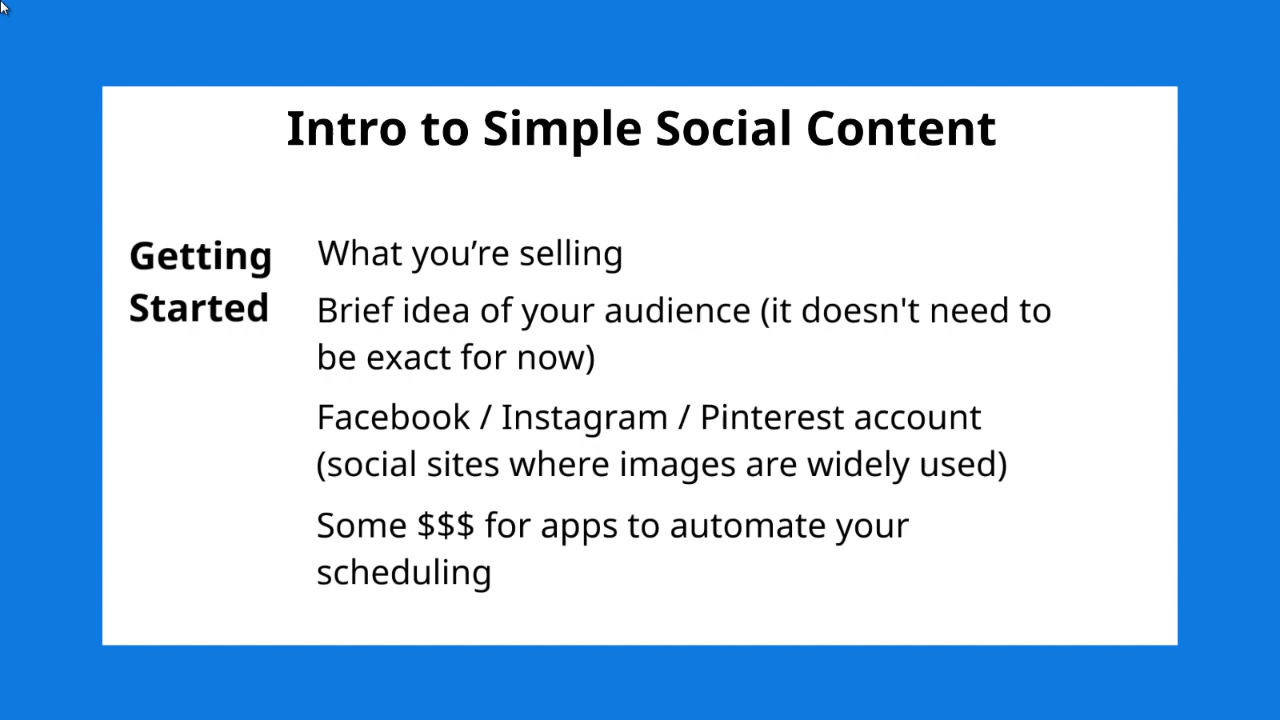 Intro to Simple Social Content
Getting
Started
What you’re selling
Brief idea of your audience (it doesn't need to
be exact for now)
Facebook / Instagram / Pinterest account
(social sites where images are widely used)
Some $$$ for apps to automate your
scheduling